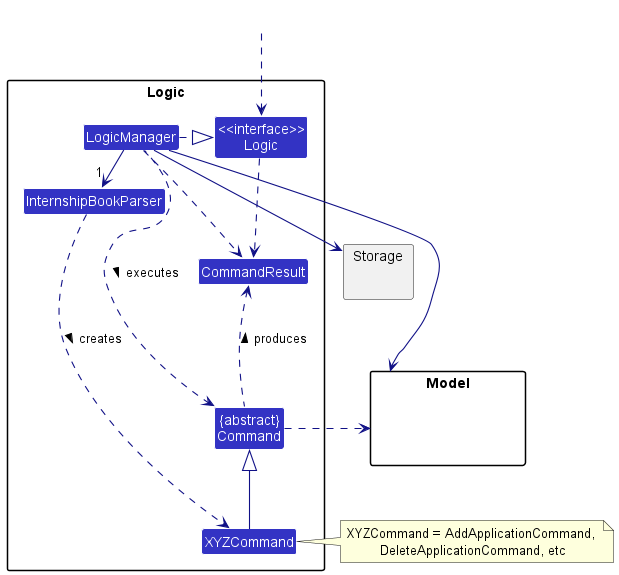 Logic
<<interface>>
Logic
LogicManager
1
InternshipBookParser
CommandResult
Storage
executes
creates
produces
Model
{abstract}
Command
XYZCommand
XYZCommand = AddApplicationCommand,
DeleteApplicationCommand, etc